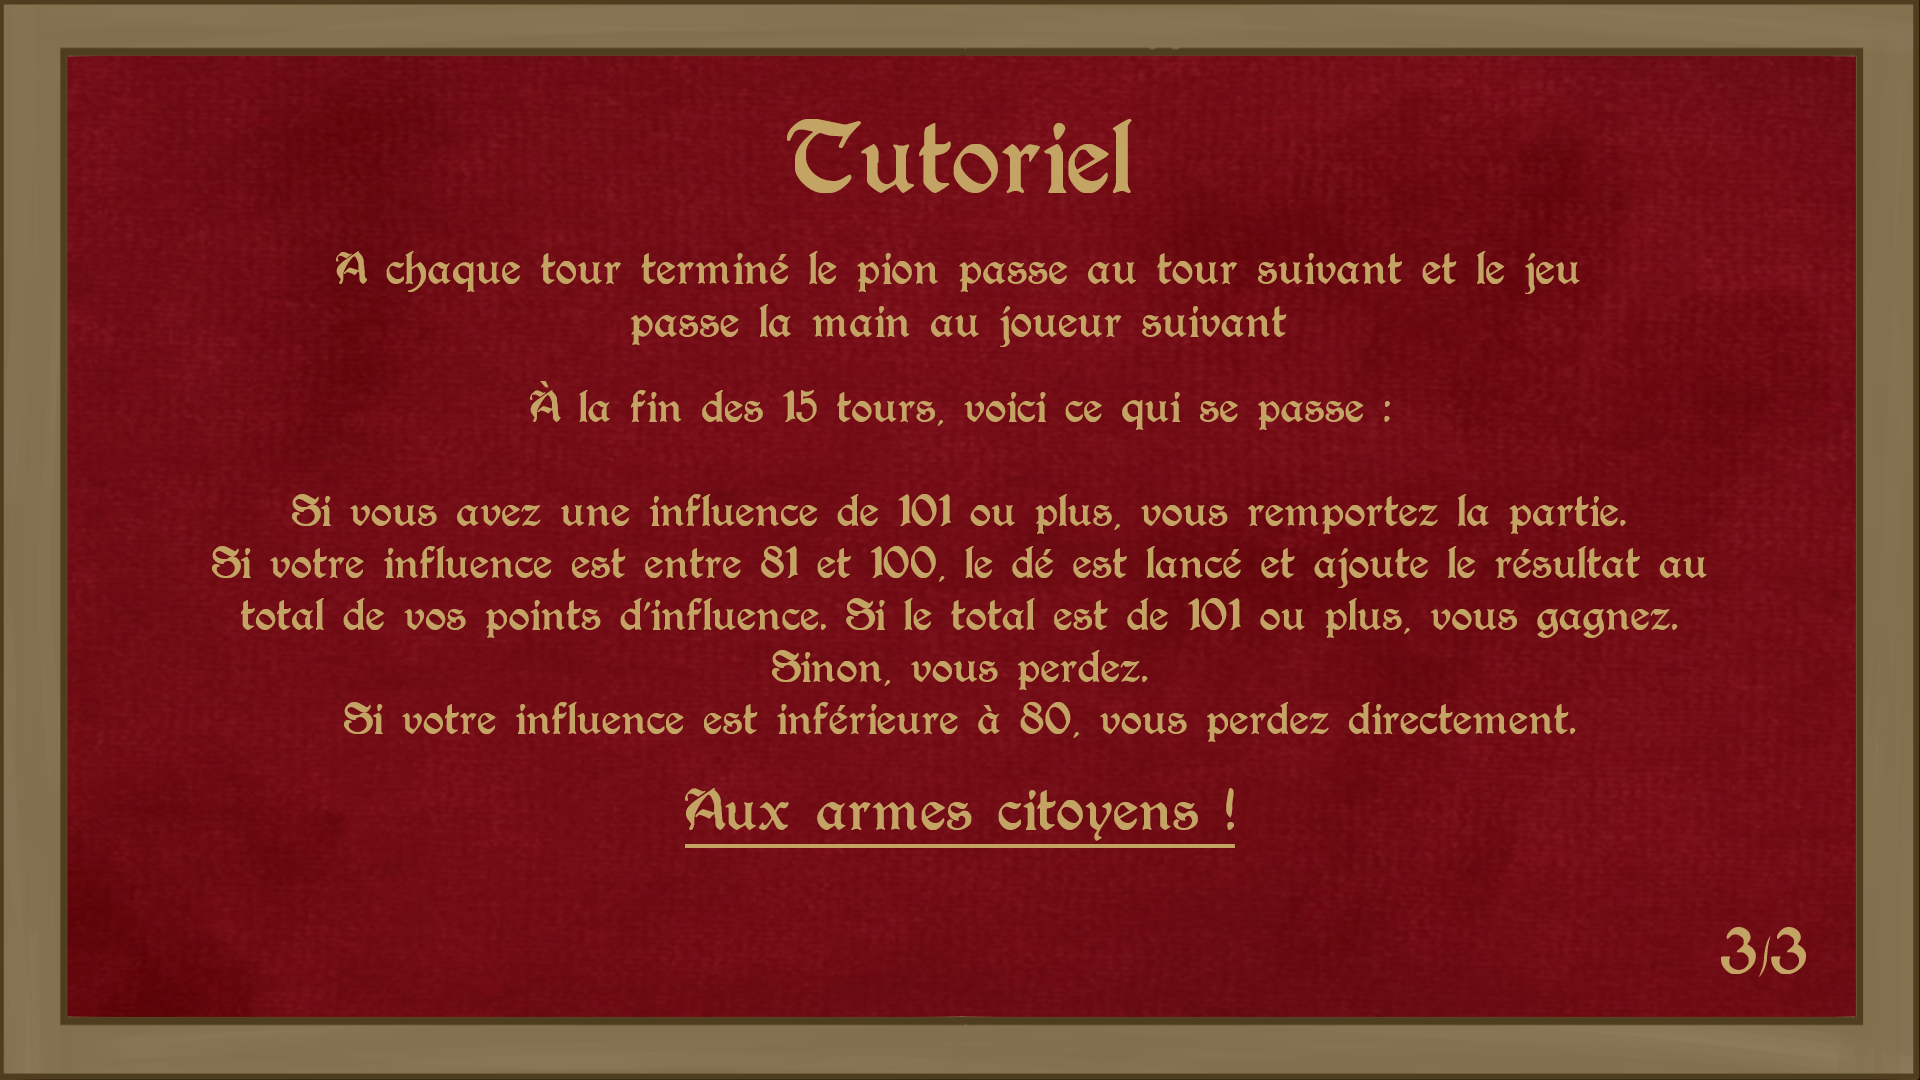 Tutoriel
A chaque tour terminé le pion passe au tour suivant et le jeu
passe la main au joueur suivant
À la fin des 15 tours, voici ce qui se passe :
Si vous avez une influence de 101 ou plus, vous remportez la partie.
Si votre influence est entre 81 et 100, le dé est lancé et ajoute le résultat au
total de vos points d'influence. Si le total est de 101 ou plus, vous gagnez.
Sinon, vous perdez.
Si votre influence est inférieure à 80, vous perdez directement.
Aux armes citoyens !
3/3